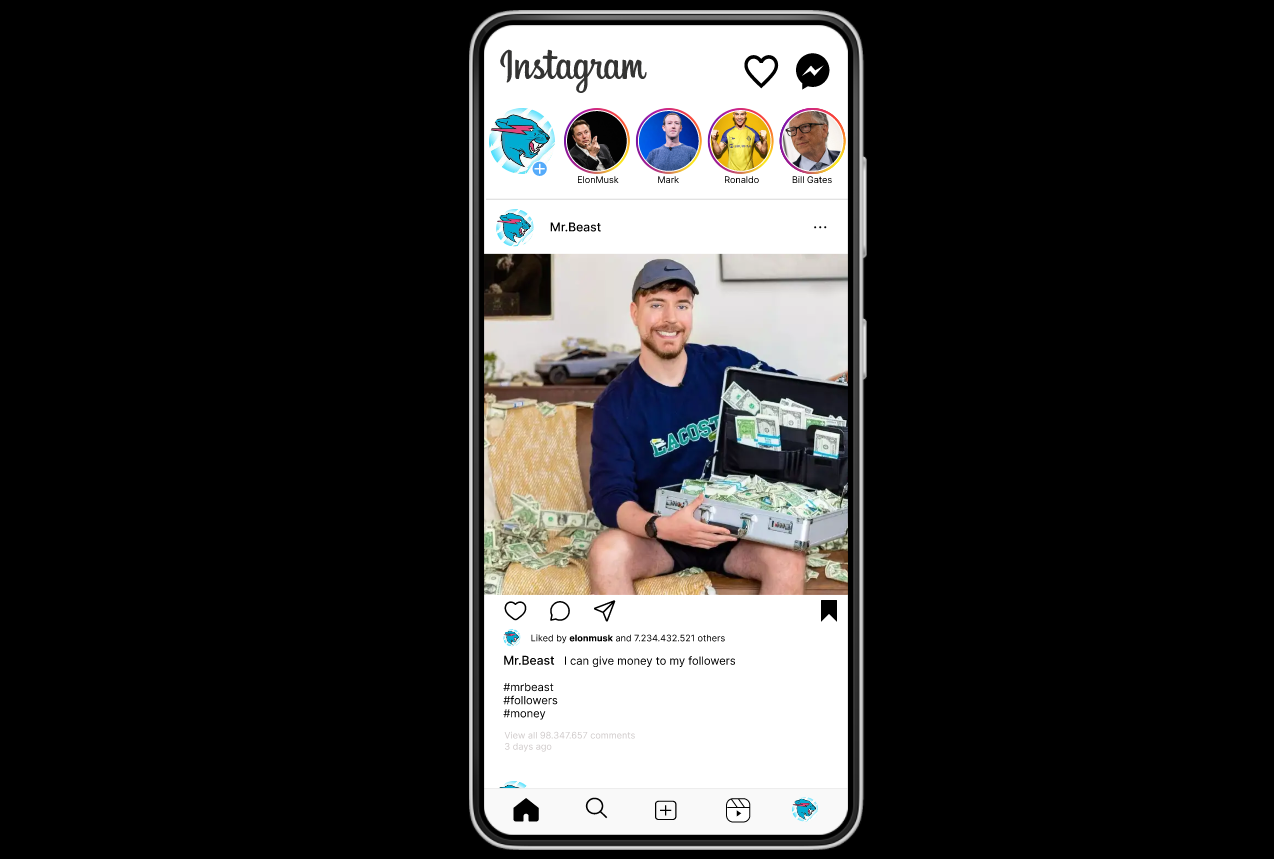 Instagram
ElonMusk
Mark
Ronaldo
Bill Gates
Mr.Beast
LACOST
Liked by elonmusk and 7.234.432.521 others
Mr.Beast I can give money to my followers
#mrbeast
#followers
#money
View all 98.347.657 comments
3 days ago